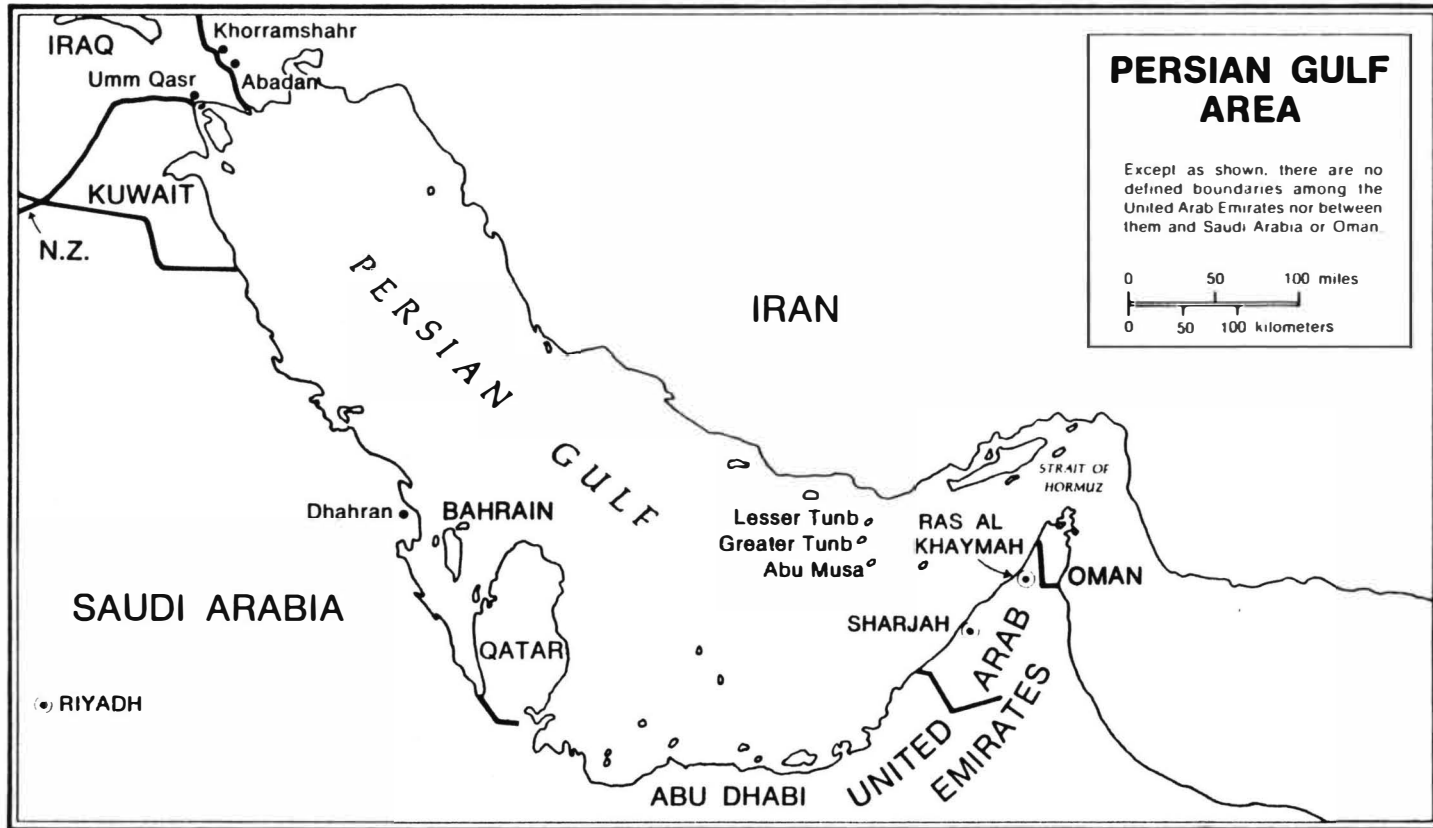 IRAQ
Khorramshahr
Umm Qasr
Abadan
KUWAIT
N.Z.
PERSIAN GULF
IRAN
PERSIAN GULF
AREA
Except as shown, there are no
defined boundaries among the
United Arab Emirates nor between
them and Saudi Arabia or Oman
0 50 100 miles
0 50 100 kilometers
STRAIT OF
HORMUZ
Dhahran
BAHRAIN
Lesser Tunb
Greater Tunb
Abu Musa
RAS AL
KHAYMAH
OMAN
SAUDI ARABIA
SHARJAH
QATAR
RIYADH
UNITED ARAB
EMIRATES
ABU DHABI